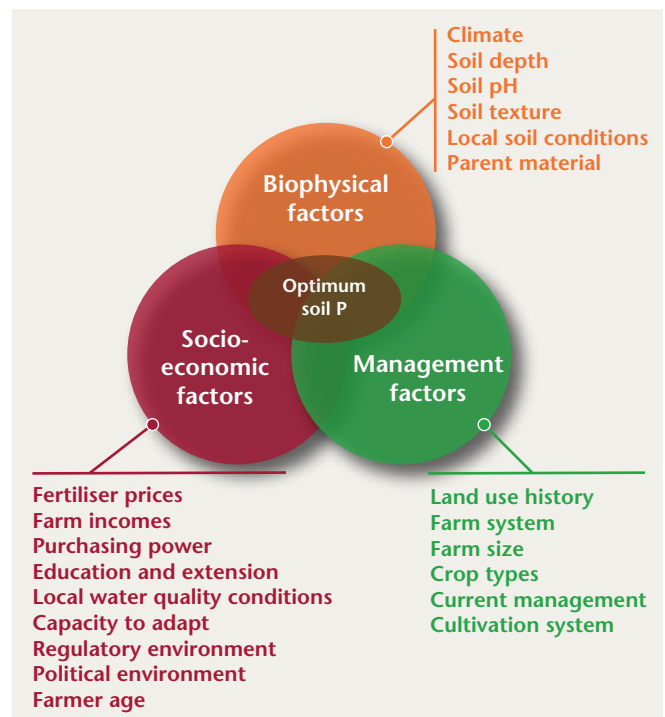 Climate
Soil depth
Soil pH
Soil texture
Local soil conditions
Parent material
Biophysical
factors
Optimum
soil P
Socio-
economic
factors
Management
factors
Fertiliser prices
Farm incomes
Purchasing power
Education and extension
Local water quality conditions
Capacity to adapt
Regulatory environment
Political environment
Farmer age
Land use history
Farm system
Farm size
Crop types
Current management
Cultivation system